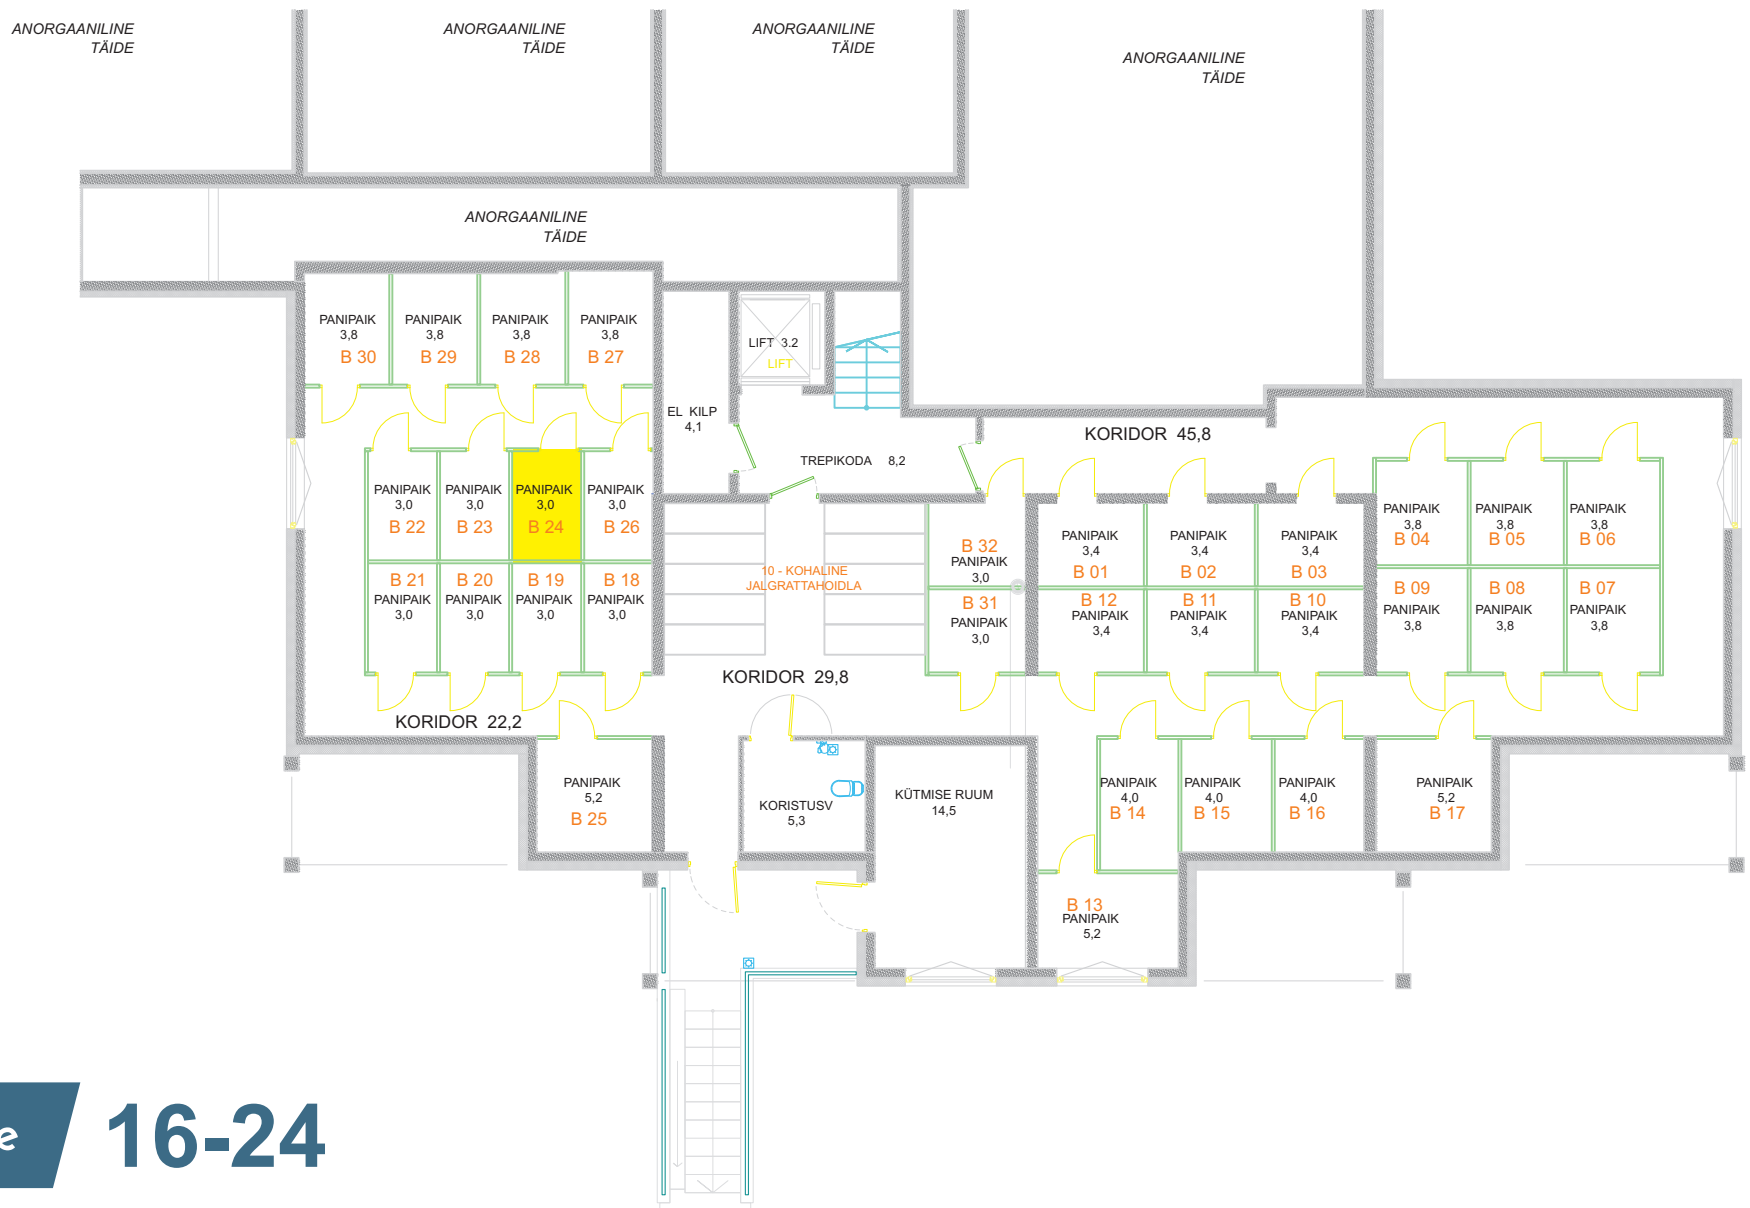 ANORGAANILINE
TÄIDE
ANORGAANILINE
TÄIDE
ANORGAANILINE
TÄIDE
ANORGAANILINE
TÄIDE
ANORGAANILINE
TÄIDE
PANIPAIK
3,8
B 30
PANIPAIK
3,8
B 29
PANIPAIK
3,8
B 28
PANIPAIK
3,8
B 27
LIFT 3.2
LIFT
EL KILP
4,1
TREPIKODA 8,2
KORIDOR 45,8
PANIPAIK
3,0
B 22
PANIPAIK
3,0
B 23
PANIPAIK
3,0
B 24
PANIPAIK
3,0
B 26
B 21
PANIPAIK
3,0
B 20
PANIPAIK
3,0
B 19
PANIPAIK
3,0
B 18
PANIPAIK
3,0
10 - KOHALINE
JALGRATTAHOIDLA
B 32
PANIPAIK
3,0
B 31
PANIPAIK
3,0
PANIPAIK
3,4
B 01
PANIPAIK
3,4
B 02
PANIPAIK
3,4
B 03
B 12
PANIPAIK
3,4
B 11
PANIPAIK
3,4
B 10
PANIPAIK
3,4
PANIPAIK
3,8
B 04
PANIPAIK
3,8
B 05
PANIPAIK
3,8
B 06
B 09
PANIPAIK
3,8
B 08
PANIPAIK
3,8
B 07
PANIPAIK
3,8
KORIDOR 29,8
KORIDOR 22,2
PANIPAIK
5,2
B 25
KORISTUSV
5,3
KÜTMISE RUUM
14,5
PANIPAIK
4,0
B 14
PANIPAIK
4,0
B 15
PANIPAIK
4,0
B 16
PANIPAIK
5,2
B 17
B 13
PANIPAIK
5,2
e
16-24